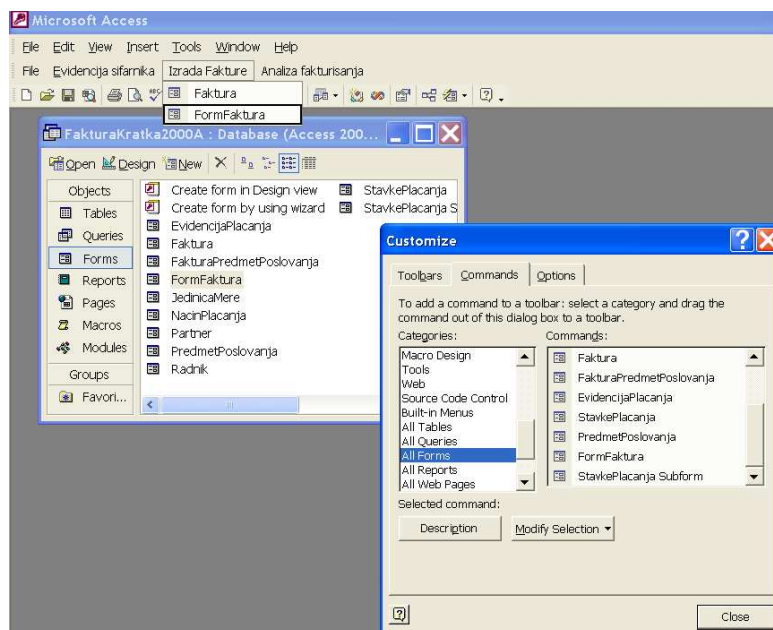 Microsoft Access
File Edit View Insert Tools Window Help
File Evidencija sifarnika Izrada Fakture Analiza fakturisanja
Faktura
FormFaktura
FakturaKratka2000A : Database (Access 200...
Open Design New
Objects
Tables
Queries
Forms
Reports
Pages
Macros
Modules
Groups
Favori...
Create form in Design view
Create form by using wizard
EvidencijaPlacanja
Faktura
FakturaPredmetPoslovanja
FormFaktura
JedinicaMere
NacinPlacanja
Partner
PredmetPoslovanja
Radnik
StavkePlacanja
StavkePlacanja S
Customize
Toolbars Commands Options
To add a command to a toolbar: select a category and drag the
command out of this dialog box to a toolbar.
Categories:
Macro Design
Tools
Web
Source Code Control
Built-in Menus
All Tables
All Queries
All Forms
All Reports
All Web Pages
Commands:
Faktura
FakturaPredmetPoslovanja
EvidencijaPlacanja
StavkePlacanja
PredmetPoslovanja
FormFaktura
StavkePlacanja Subform
Selected command:
Description Modify Selection
Close